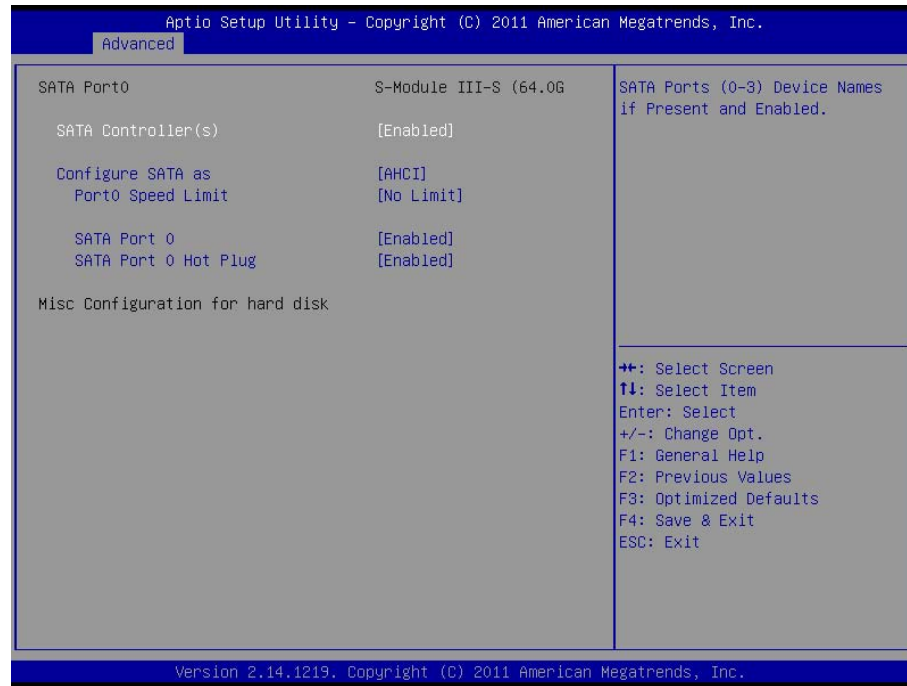 Aptio Setup Utility – Copyright (C) 2011 American Megatrends, Inc.
Advanced
SATA Port0 S-Module III-S (64.0G
SATA Controller(s) [Enabled]
Configure SATA as [AHCI]
Port0 Speed Limit [No Limit]
SATA Port 0 [Enabled]
SATA Port 0 Hot Plug [Enabled]
Misc Configuration for hard disk
SATA Ports (0-3) Device Names
if Present and Enabled.
→←: Select Screen
↑↓: Select Item
Enter: Select
+/-: Change Opt.
F1: General Help
F2: Previous Values
F3: Optimized Defaults
F4: Save & Exit
ESC: Exit
Version 2.14.1219. Copyright (C) 2011 American Megatrends, Inc.